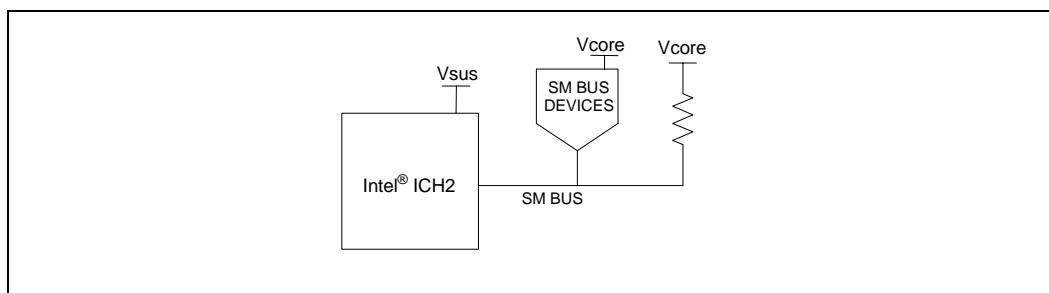 Vcore
Vcore
Vsus
SM BUS
DEVICES
Intel® ICH2
SM BUS